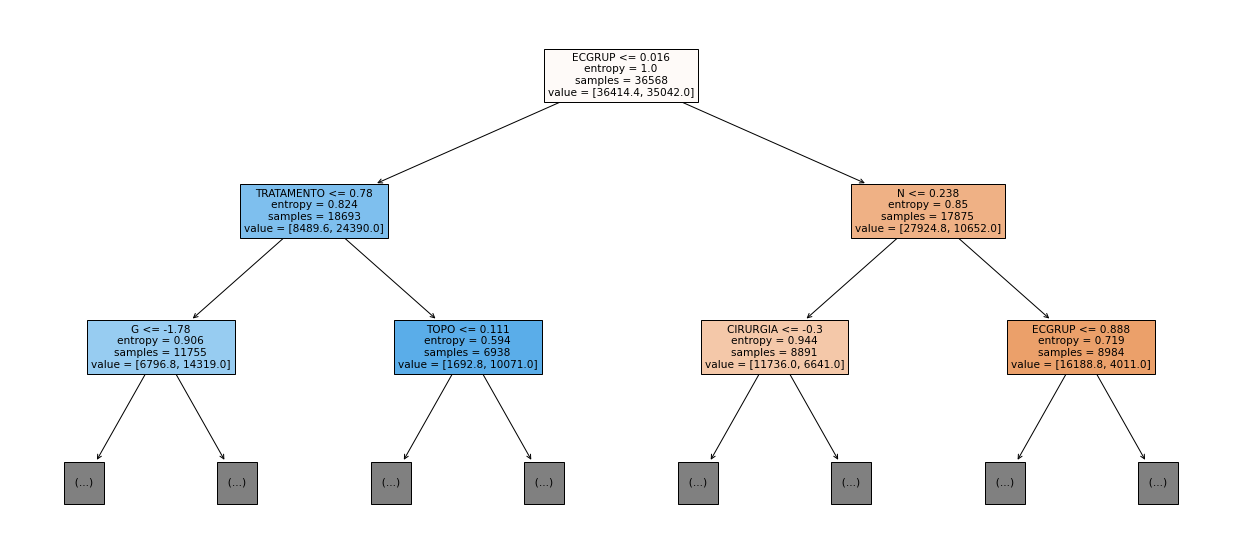 ECGRUP <= 0.016
entropy = 1.0
samples = 36568
value = [36414.4, 35042.0]
TRATAMENTO <= 0.78
entropy = 0.824
samples = 18693
value = [8489.6, 24390.0]
N <= 0.238
entropy = 0.85
samples = 17875
value = [27924.8, 10652.0]
G <= -1.78
entropy = 0.906
samples = 11755
value = [6796.8, 14319.0]
TOPO <= 0.111
entropy = 0.594
samples = 6938
value = [1692.8, 10071.0]
CIRURGIA <= -0.3
entropy = 0.944
samples = 8891
value = [11736.0, 6641.0]
ECGRUP <= 0.888
entropy = 0.719
samples = 8984
value = [16188.8, 4011.0]
(...)
(...)
(...)
(...)
(...)
(...)
(...)
(...)